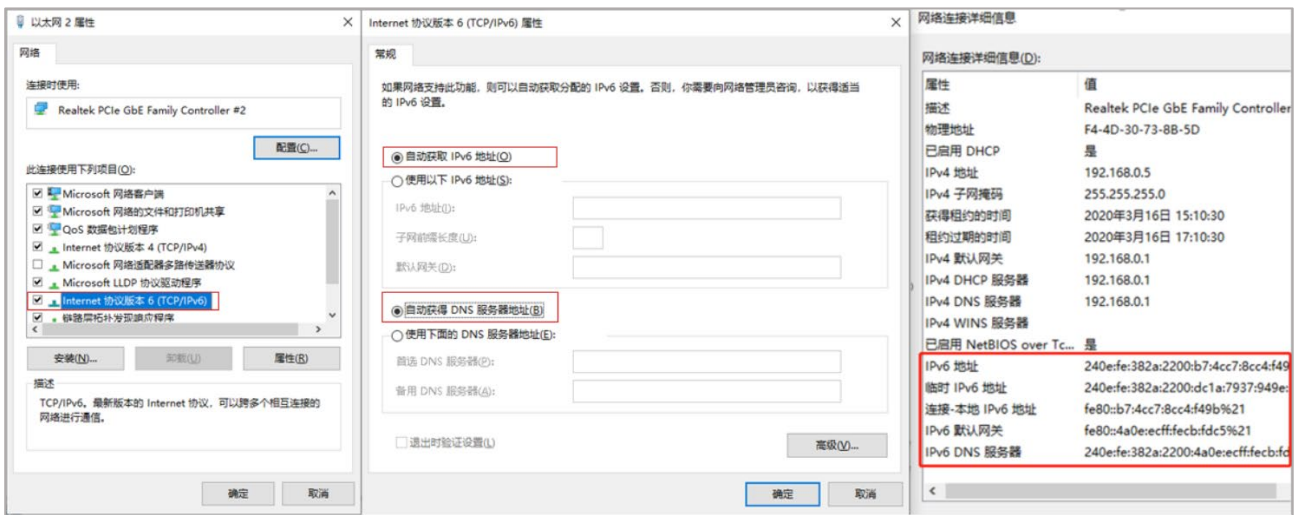 以太网 2 属性
网络
连接时使用:
Realtek PCIe GbE Family Controller #2
配置(C)...
此连接使用下列项目(O):
Microsoft 网络客户端
Microsoft 网络的文件和打印机共享
QoS 数据包计划程序
Internet 协议版本 4 (TCP/IPv4)
Microsoft 网络适配器多路传送器协议
Microsoft LLDP 协议驱动程序
Internet 协议版本 6 (TCP/IPv6)
链路层拓扑发现响应程序
安装(N)...
卸载(U)
属性(R)
描述
TCP/IPv6。最新版本的 Internet 协议，可以跨多个相互连接的
网络进行通信。
确定
取消
Internet 协议版本 6 (TCP/IPv6) 属性
常规
如果网络支持此功能，则可以自动获取分配的 IPv6 设置。否则，你需要向网络管理员咨询，以获得适当
的 IPv6 设置。
自动获取 IPv6 地址(O)
使用以下 IPv6 地址(S):
IPv6 地址(I):
子网前缀长度(U):
默认网关(D):
自动获得 DNS 服务器地址(B)
使用下面的 DNS 服务器地址(E):
首选 DNS 服务器(P):
备用 DNS 服务器(A):
退出时验证设置(L)
高级(V)...
确定
取消
网络连接详细信息
网络连接详细信息(D):
属性 值
描述 Realtek PCIe GbE Family Controller
物理地址 F4-4D-30-73-8B-5D
已启用 DHCP 是
IPv4 地址 192.168.0.5
IPv4 子网掩码 255.255.255.0
获得租约的时间 2020年3月16日 15:10:30
租约过期的时间 2020年3月16日 17:10:30
IPv4 默认网关 192.168.0.1
IPv4 DHCP 服务器 192.168.0.1
IPv4 DNS 服务器 192.168.0.1
IPv4 WINS 服务器
已启用 NetBIOS over Tc... 是
IPv6 地址 240e:fe:382a:2200:b7:4cc7:8cc4:f49
临时 IPv6 地址 240e:fe:382a:2200:dc1a:7937:949e:
连接-本地 IPv6 地址 fe80::b7:4cc7:8cc4:f49b%21
IPv6 默认网关 fe80::4a0e:ecff:fecb:fdc5%21
IPv6 DNS 服务器 240e:fe:382a:2200:4a0e:ecff:fecb:fd